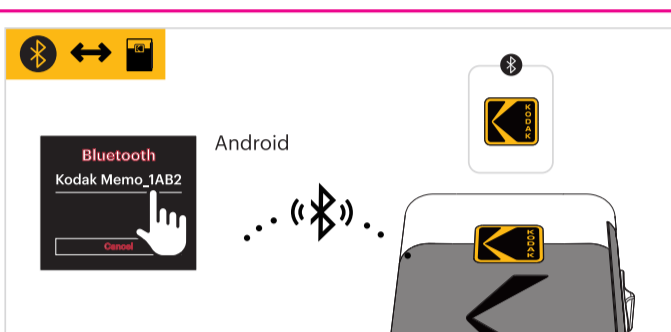 KODAK
Android
Bluetooth
Kodak Memo_1AB2
Cancel
KODAK